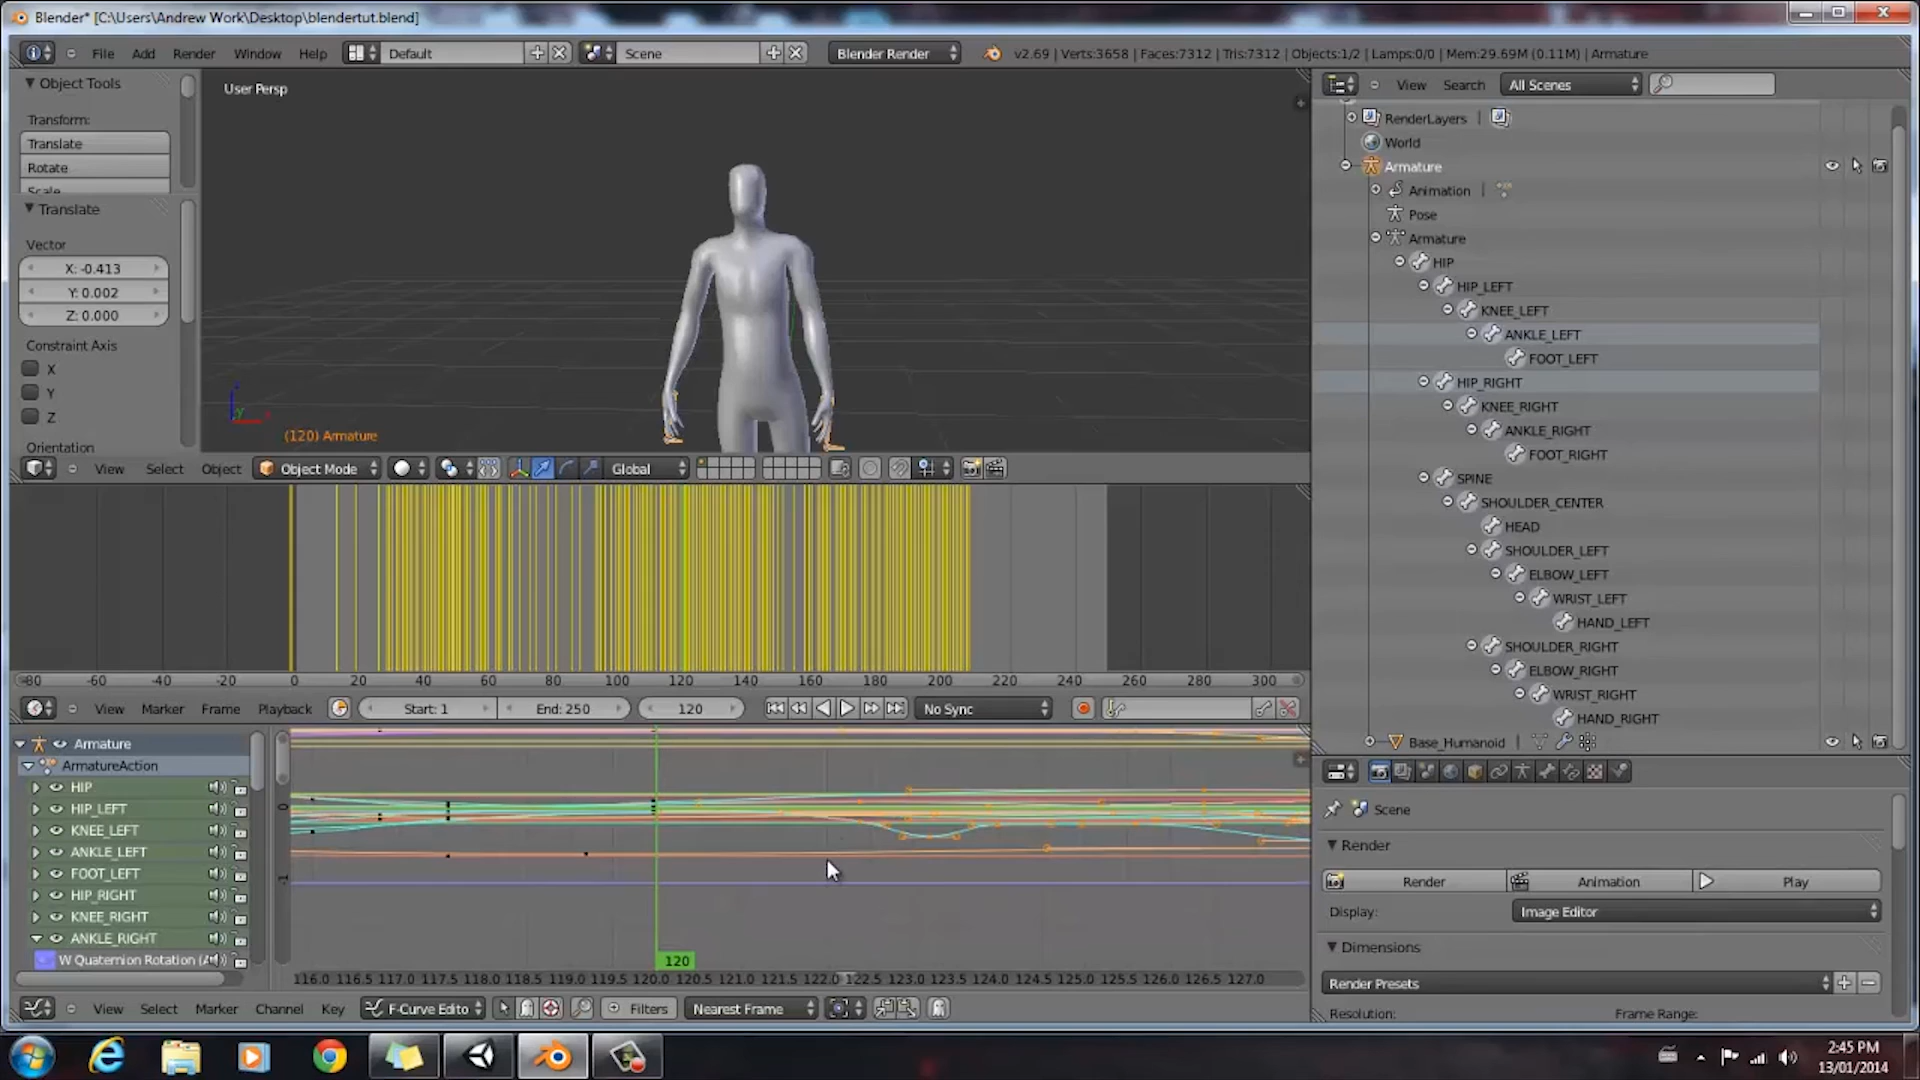 Blender* [C:\Users\Andrew Work\Desktop\blendertut.blend]
File Add Render Window Help Default Scene Blender Render v2.69 | Verts:3658 | Faces:7312 | Tris:7312 | Objects:1/2 | Lamps:0/0 | Mem:29.69M (0.11M) | Armature
Object Tools
Transform:
Translate
Rotate
Scale
Translate
Vector
X: -0.413
Y: 0.002
Z: 0.000
Constraint Axis
X
Y
Z
Orientation
User Persp
(120) Armature
View Select Object Object Mode Global
-80 -60 -40 -20 0 20 40 60 80 100 120 140 160 180 200 220 240 260 280 300
View Marker Frame Playback Start: 1 End: 250 120 No Sync
Armature
ArmatureAction
HIP
HIP_LEFT
KNEE_LEFT
ANKLE_LEFT
FOOT_LEFT
HIP_RIGHT
KNEE_RIGHT
ANKLE_RIGHT
W Quaternion Rotation (A
0
-1
120
116.0 116.5 117.0 117.5 118.0 118.5 119.0 119.5 120.0 120.5 121.0 121.5 122.0 122.5 123.0 123.5 124.0 124.5 125.0 125.5 126.0 126.5 127.0
View Select Marker Channel Key F-Curve Edito Filters Nearest Frame
View Search All Scenes
RenderLayers |
World
Armature
Animation |
Pose
Armature
HIP
HIP_LEFT
KNEE_LEFT
ANKLE_LEFT
FOOT_LEFT
HIP_RIGHT
KNEE_RIGHT
ANKLE_RIGHT
FOOT_RIGHT
SPINE
SHOULDER_CENTER
HEAD
SHOULDER_LEFT
ELBOW_LEFT
WRIST_LEFT
HAND_LEFT
SHOULDER_RIGHT
ELBOW_RIGHT
WRIST_RIGHT
HAND_RIGHT
Base_Humanoid |
Scene
Render
Render Animation Play
Display: Image Editor
Dimensions
Render Presets
Resolution: Frame Range:
2:45 PM
13/01/2014